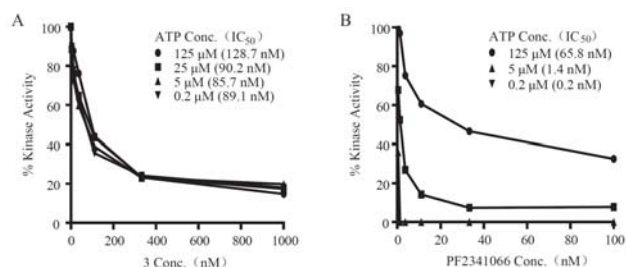 A
ATP Conc. (IC50)
125 μM (128.7 nM)
25 μM (90.2 nM)
5 μM (85.7 nM)
0.2 μM (89.1 nM)
% Kinase Activity
100
80
60
40
20
0
0 200 400 600 800 1000
3 Conc. (nM)
B
ATP Conc. (IC50)
125 μM (65.8 nM)
5 μM (1.4 nM)
0.2 μM (0.2 nM)
% Kinase Activity
100
80
60
40
20
0
0 20 40 60 80 100
PF2341066 Conc. (nM)